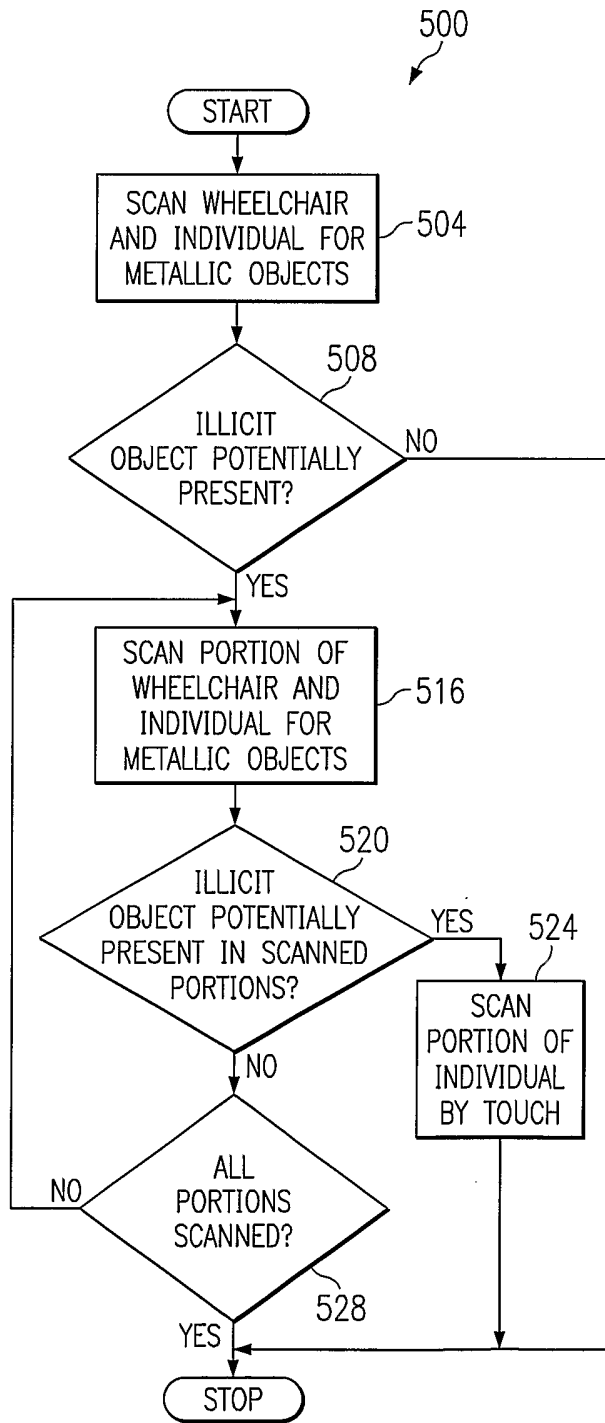 500
START
SCAN WHEELCHAIR
AND INDIVIDUAL FOR
METALLIC OBJECTS
504
508
ILLICIT
OBJECT POTENTIALLY
PRESENT?
NO
YES
SCAN PORTION OF
WHEELCHAIR AND
INDIVIDUAL FOR
METALLIC OBJECTS
516
520
ILLICIT
OBJECT POTENTIALLY
PRESENT IN SCANNED
PORTIONS?
YES
524
SCAN
PORTION OF
INDIVIDUAL
BY TOUCH
NO
ALL
PORTIONS
SCANNED?
NO
528
YES
STOP